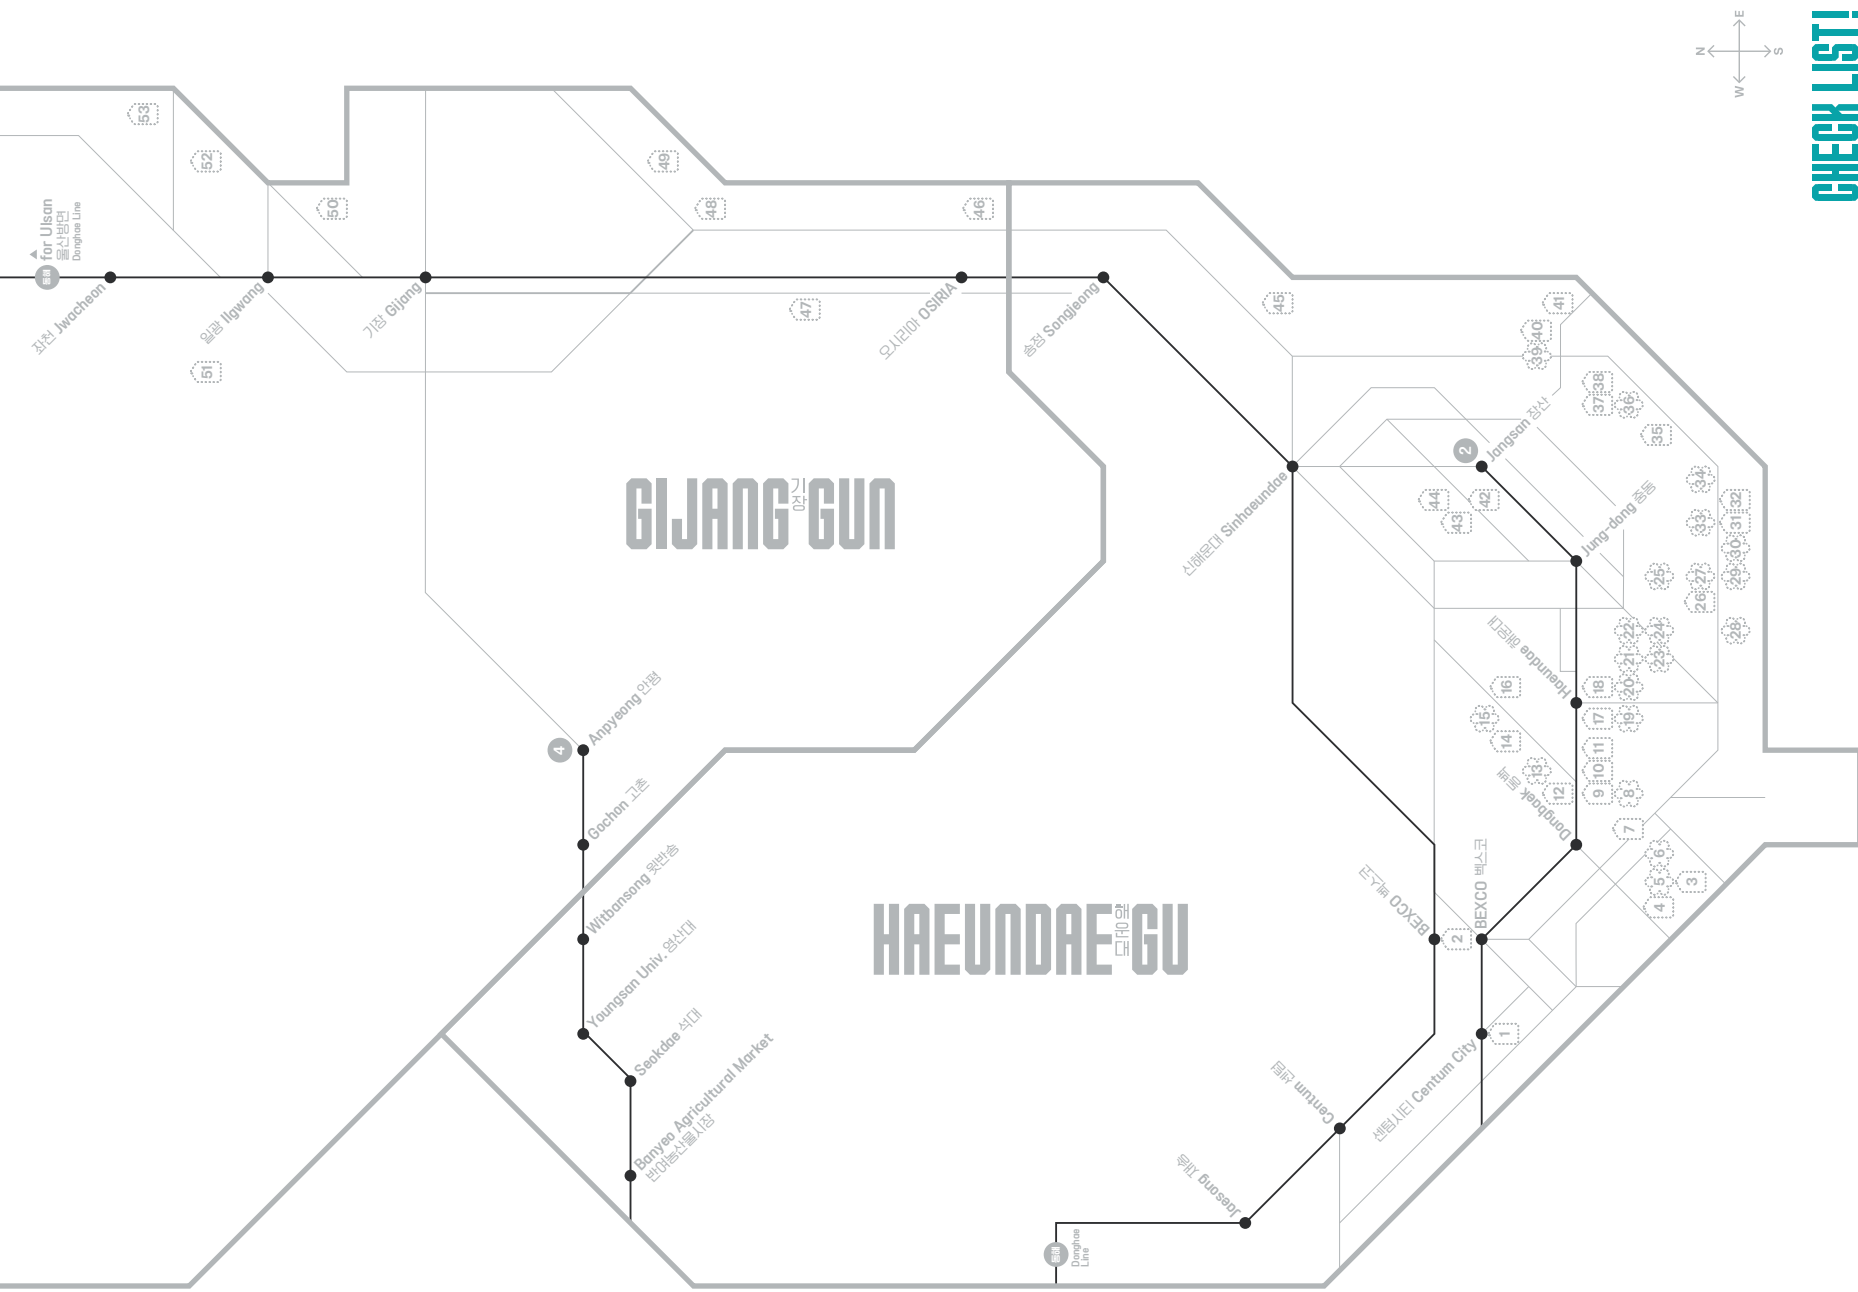 CHECK LIST!
N
E
S
W
53
52
50
49
48
46
47
51
45
41
40
39
38
37
36
35
34
33
32
31
30
29
28
27
26
25
24
23
22
21
20
19
18
17
16
15
14
13
12
11
10
9
8
7
6
5
4
3
2
1
44
43
42
for Ulsan
울산방면
Donghae Line
동해
좌천 Jwacheon
일광 Ilgwang
기장 Gijang
오시리아 OSIRIA
송정 Songjeong
신해운대 Sinhaeundae
BEXCO 벡스코
Centum 센텀
Jaesong 재송
동해
Donghae
Line
2
Jangsan 장산
Jung-dong 중동
Haeundae 해운대
Dongbaek 동백
BEXCO 벡스코
센텀시티 Centum City
4
Anpyeong 안평
Gochon 고촌
Witbansong 윗반송
Youngsan Univ. 영산대
Seokdae 석대
Banyeo Agricultural Market
반여농산물시장
GIJANG-GUN
기장
HAEUNDAE-GU
해운대